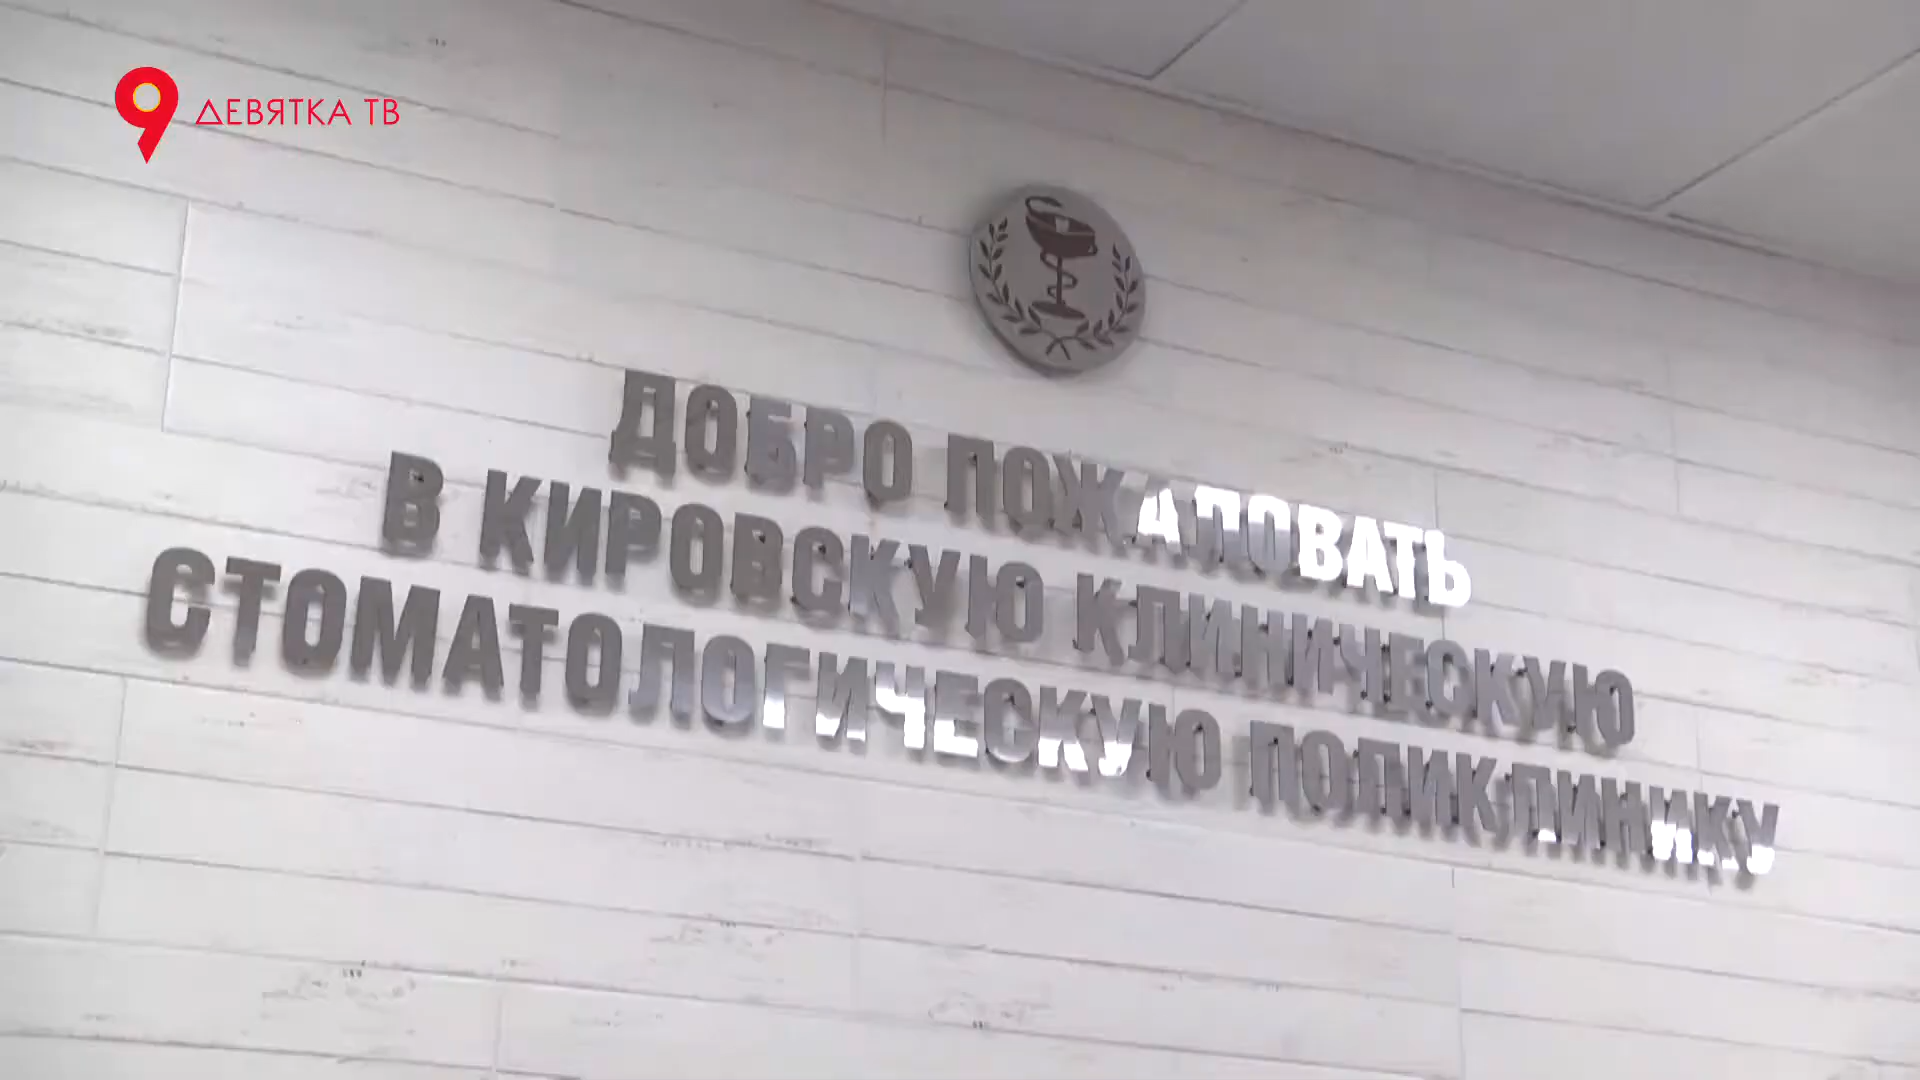 9 ДЕВЯТКА ТВ
ДОБРО ПОЖАЛОВАТЬ
В КИРОВСКУЮ КЛИНИЧЕСКУЮ
СТОМАТОЛОГИЧЕСКУЮ ПОЛИКЛИНИКУ